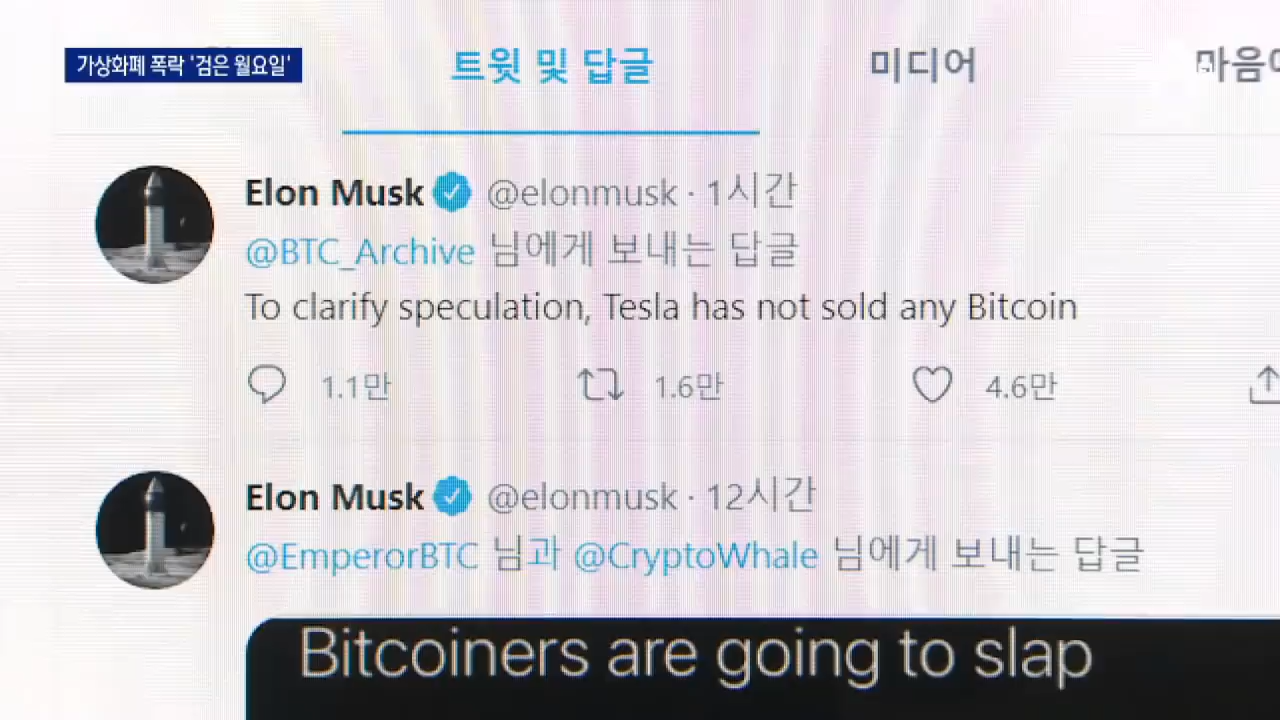 가상화폐 폭락 '검은 월요일'
트윗 및 답글 미디어 마음에
Elon Musk @elonmusk · 1시간
@BTC_Archive 님에게 보내는 답글
To clarify speculation, Tesla has not sold any Bitcoin
1.1만 1.6만 4.6만
Elon Musk @elonmusk · 12시간
@EmperorBTC 님과 @CryptoWhale 님에게 보내는 답글
Bitcoiners are going to slap